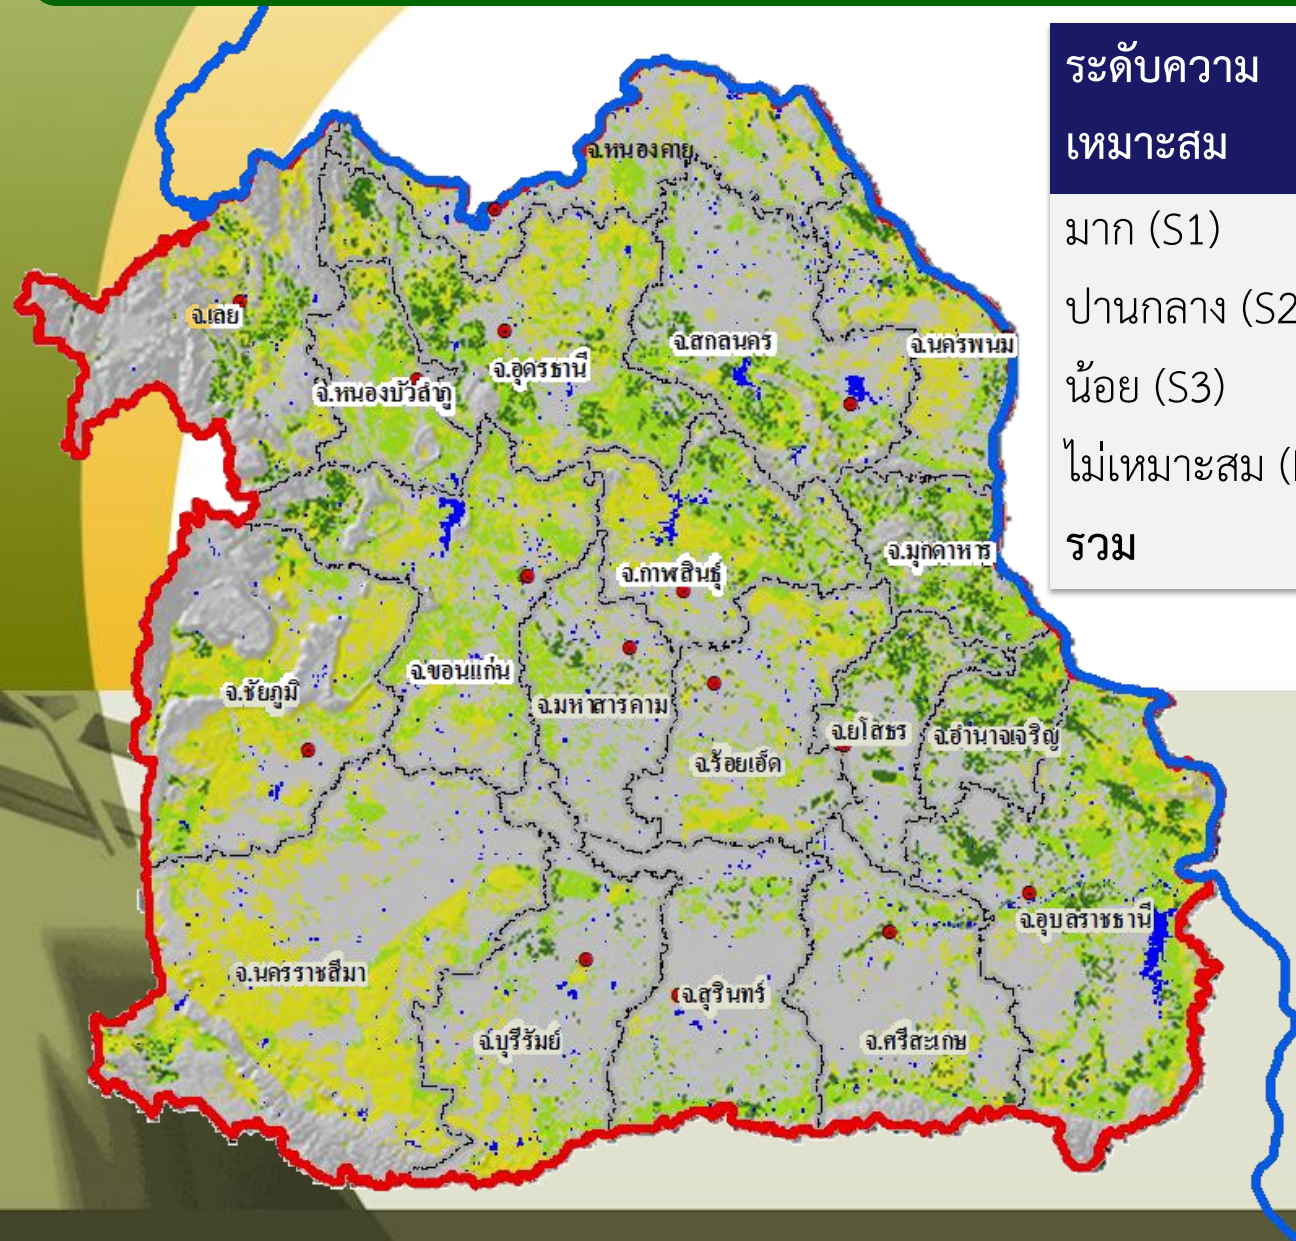 ระดับความ
เหมาะสม
มาก (S1)
ปานกลาง (S2
น้อย (S3)
ไม่เหมาะสม (
รวม
จ.หนองคาย
จ.เลย
จ.สกลนคร
จ.นครพนม
จ.อุดรธานี
จ.หนองบัวลำภู
จ.มุกดาหาร
จ.กาฬสินธุ์
จ.ขอนแก่น
จ.ชัยภูมิ
จ.มหาสารคาม
จ.ยโสธร
จ.อำนาจเจริญ
จ.ร้อยเอ็ด
จ.อุบลราชธานี
จ.นครราชสีมา
จ.สุรินทร์
จ.บุรีรัมย์
จ.ศรีสะเกษ